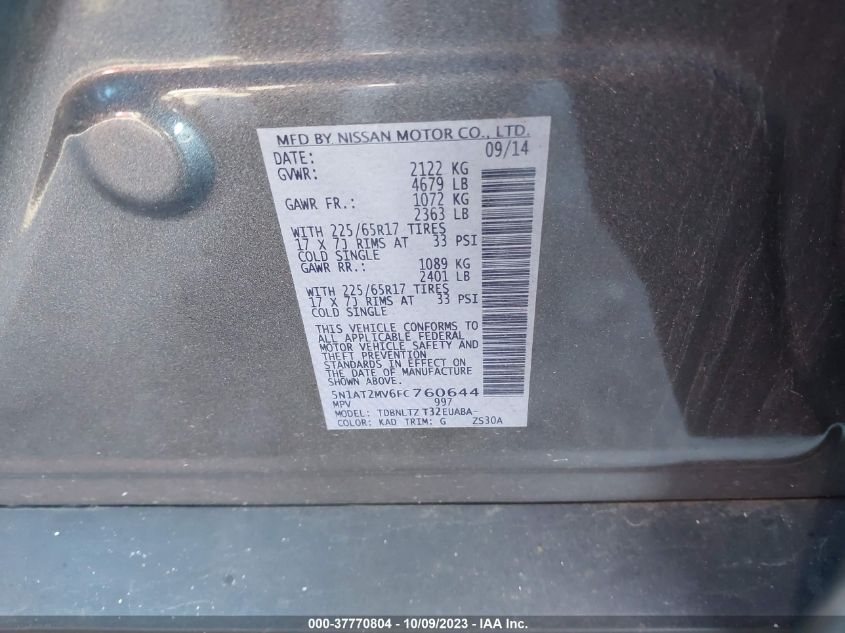 MFD BY NISSAN MOTOR CO., LTD.
DATE: 09/14
GVWR: 2122 KG
4679 LB
GAWR FR.: 1072 KG
2363 LB
WITH 225/65R17 TIRES
17 X 7J RIMS AT 33 PSI
COLD SINGLE
GAWR RR.: 1089 KG
2401 LB
WITH 225/65R17 TIRES
17 X 7J RIMS AT 33 PSI
COLD SINGLE
THIS VEHICLE CONFORMS TO
ALL APPLICABLE FEDERAL
MOTOR VEHICLE SAFETY AND
THEFT PREVENTION
STANDARDS IN EFFECT ON
THE DATE OF MANUFACTURE
SHOWN ABOVE.
5N1AT2MV6FC760644
MPV 997
MODEL: TDBNLTZ T32EUABA-
COLOR: KAD TRIM: G ZS30A
000-37770804 - 10/09/2023 - IAA Inc.